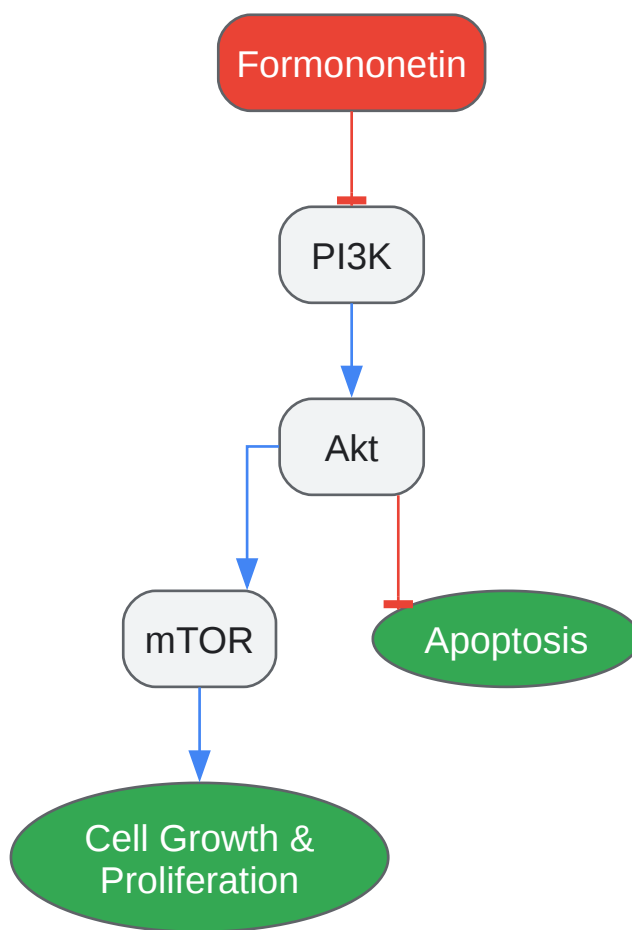 Formononetin
PI3K
Akt
mTOR
Apoptosis
Cell Growth &
Proliferation